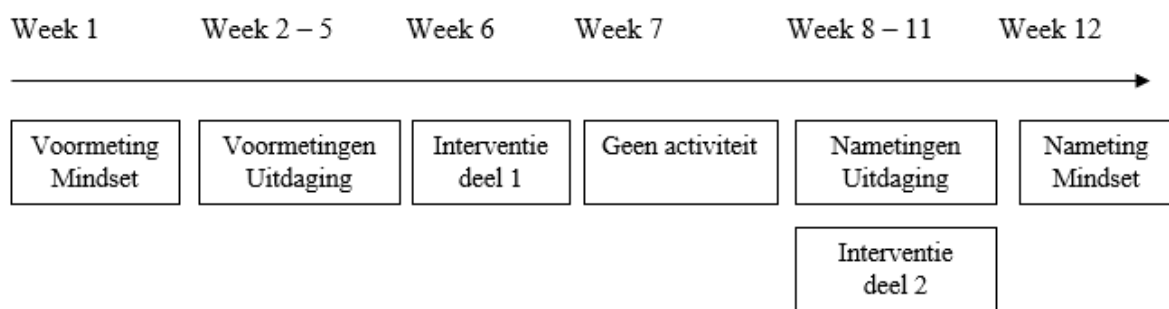 Week 1 Week 2 – 5 Week 6 Week 7 Week 8 – 11 Week 12
Voormeting
Mindset
Voormetingen
Uitdaging
Interventie
deel 1
Geen activiteit
Nametingen
Uitdaging
Nameting
Mindset
Interventie
deel 2